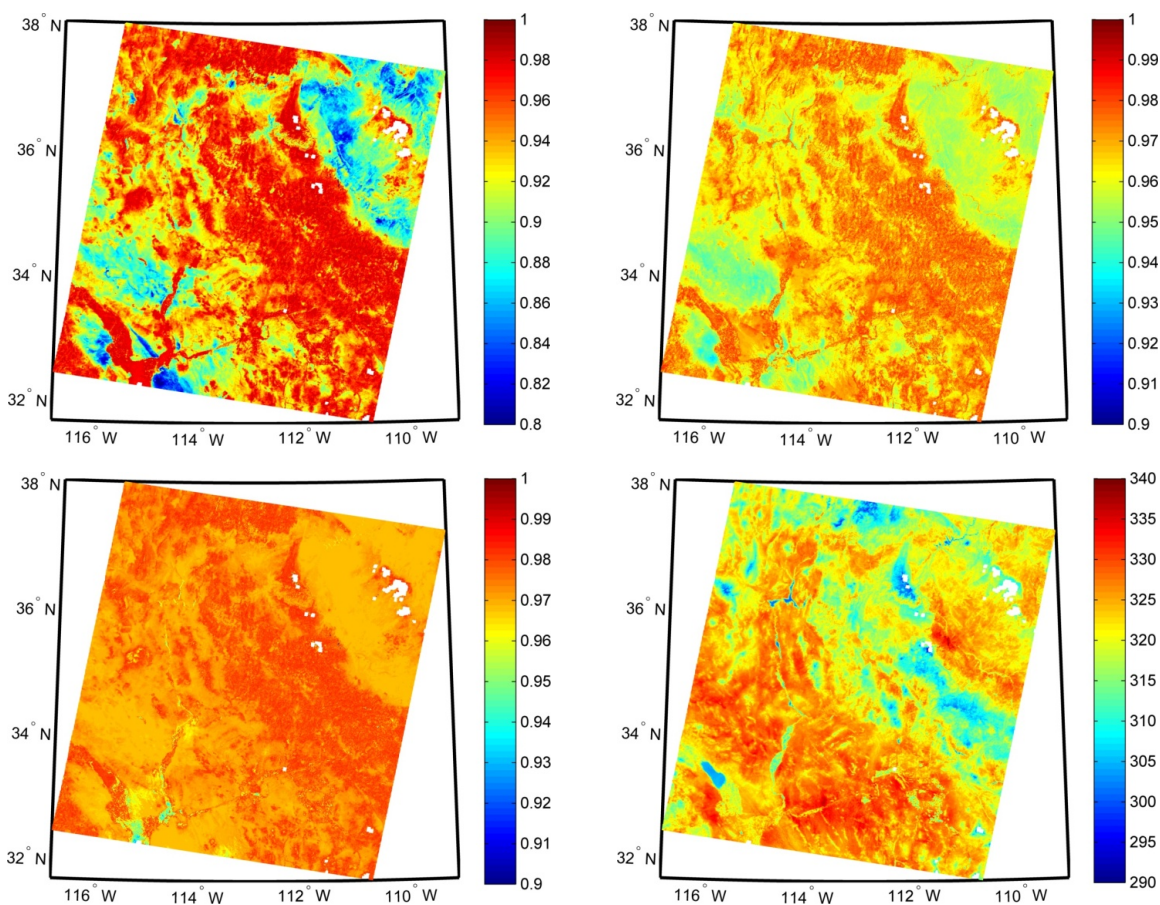 38° N
36° N
34° N
32° N
116° W
114° W
112° W
110° W
1
0.98
0.96
0.94
0.92
0.9
0.88
0.86
0.84
0.82
0.8
38° N
36° N
34° N
32° N
116° W
114° W
112° W
110° W
1
0.99
0.98
0.97
0.96
0.95
0.94
0.93
0.92
0.91
0.9
38° N
36° N
34° N
32° N
116° W
114° W
112° W
110° W
1
0.99
0.98
0.97
0.96
0.95
0.94
0.93
0.92
0.91
0.9
38° N
36° N
34° N
32° N
116° W
114° W
112° W
110° W
340
335
330
325
320
315
310
305
300
295
290